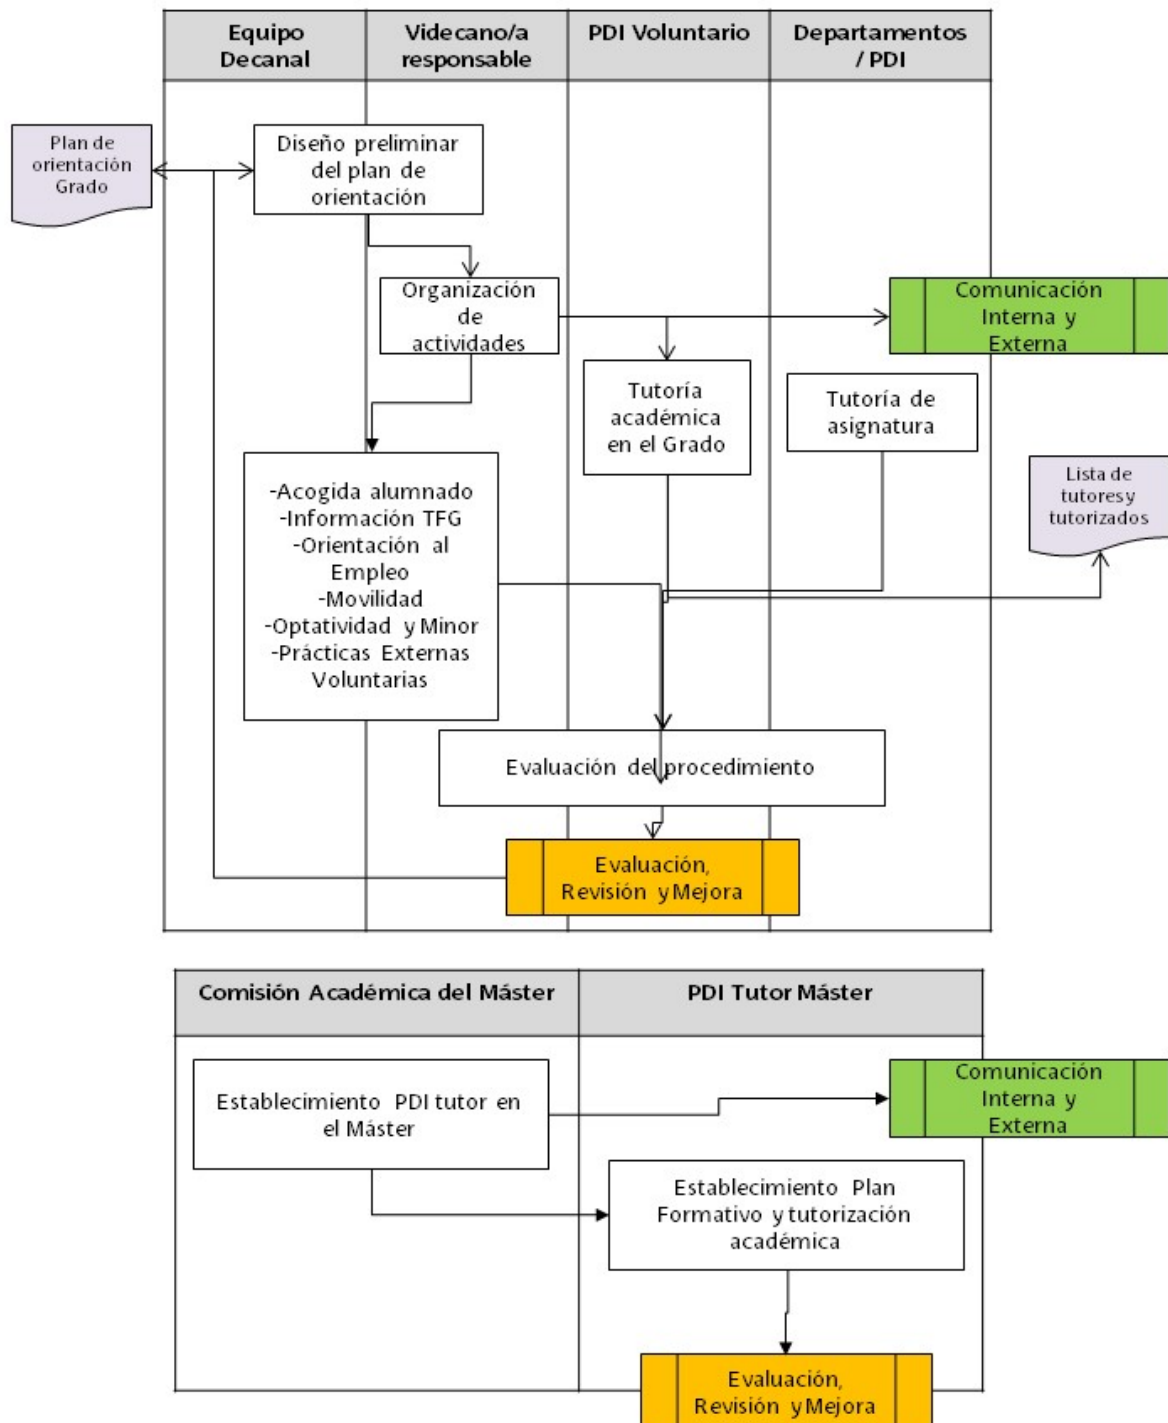 Equipo
Decanal
Videcano/a
responsable
PDI Voluntario
Departamentos
/ PDI
Plan de
orientación
Grado
Diseño preliminar
del plan de
orientación
Organización
de
actividades
Comunicación
Interna y
Externa
Tutoría
académica
en el Grado
Tutoría de
asignatura
-Acogida alumnado
-Información TFG
-Orientación al
Empleo
-Movilidad
-Optatividad y Minor
-Prácticas Externas
Voluntarias
Lista de
tutores y
tutorizados
Evaluación del procedimiento
Evaluación,
Revisión y Mejora
Comisión Académica del Máster
PDI Tutor Máster
Establecimiento PDI tutor en
el Máster
Comunicación
Interna y
Externa
Establecimiento Plan
Formativo y tutorización
académica
Evaluación,
Revisión y Mejora